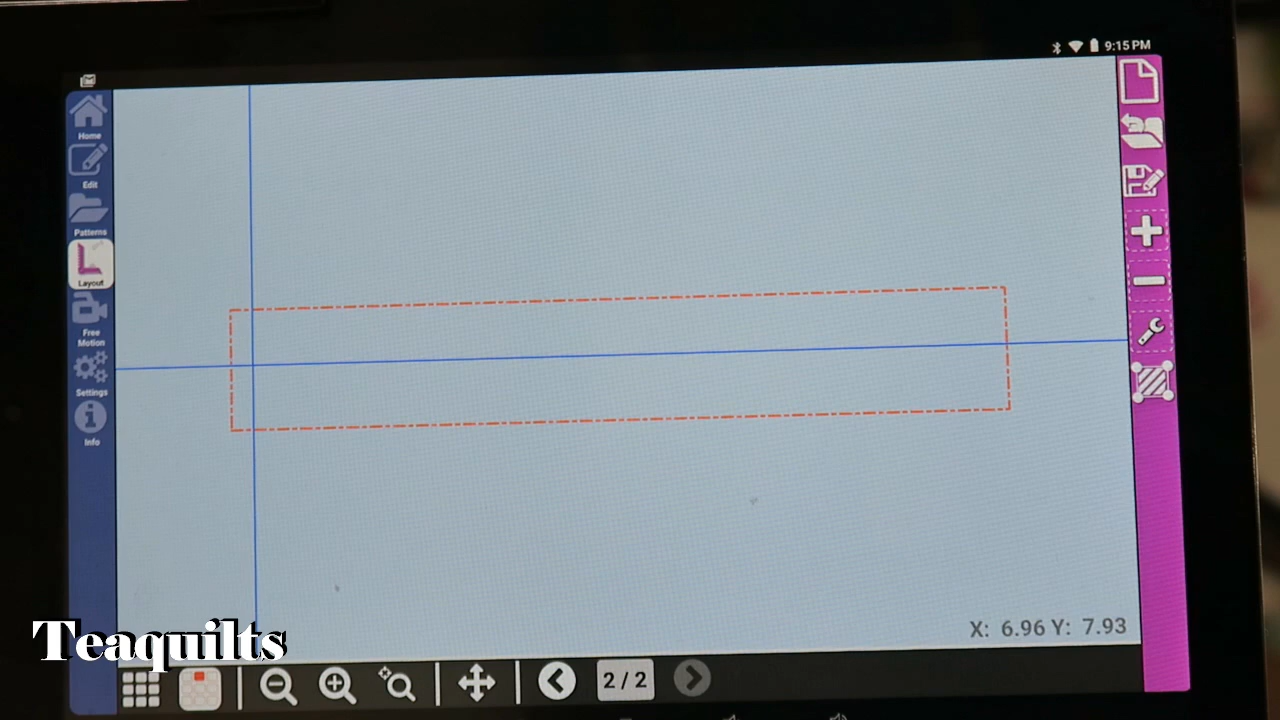 9:15 PM
Home
Edit
Patterns
Layout
Free
Motion
Settings
Info
X: 6.96 Y: 7.93
Teaquilts
2 / 2